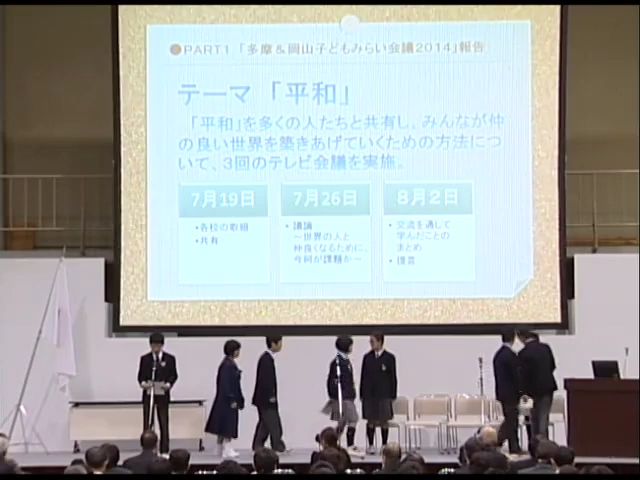 ●PART1 「多摩&岡山子どもみらい会議2014」報告
テーマ 「平和」
「平和」を多くの人たちと共有し、みんなが仲
の良い世界を築きあげていくための方法につ
いて、3回のテレビ会議を実施。
7月19日
・各校の取組
・共有
7月26日
・議論
～世界の人と
仲良くなるために、
今何が課題か～
8月2日
・交流を通して
学んだことの
まとめ
・提言